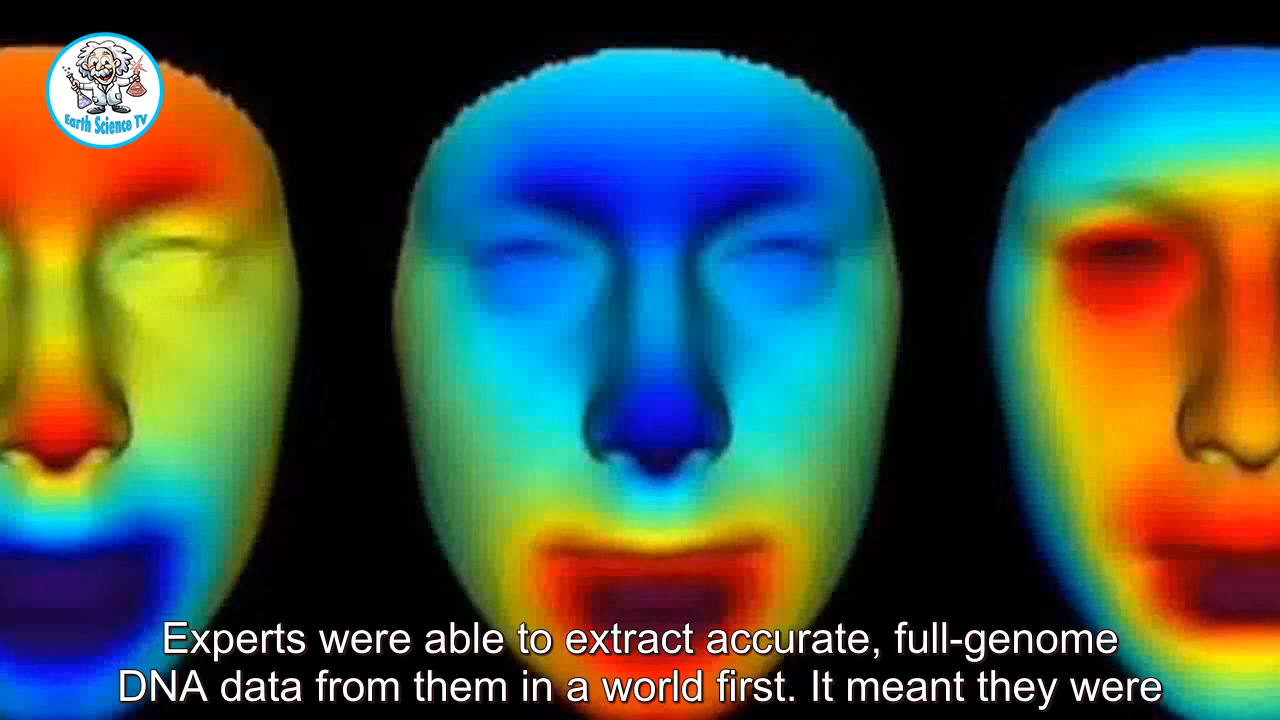 Earth Science TV
Experts were able to extract accurate, full-genome
DNA data from them in a world first. It meant they were